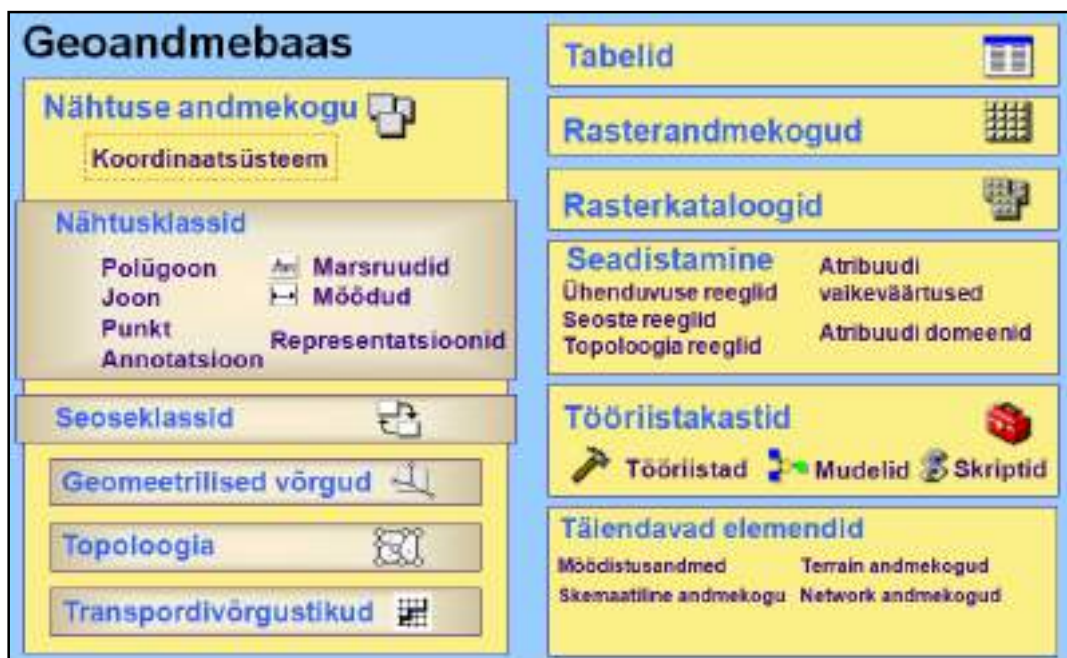 Geoandmebaas
Nähtuse andmekogu
Koordinaatsüsteem
Nähtusklassid
Polügoon
Joon
Punkt
Annotatsioon
Marsruudid
Möödud
Representatsioonid
Seoseklassid
Geomeetrilised võrgud
Topoloogia
Transpordivõrgustikud
Tabelid
Rasterandmekogud
Rasterkataloogid
Seadistamine
Ühenduvuse reeglid
Seoste reeglid
Topoloogia reeglid
Atribuudi
vaikeväärtused
Atribuudi domeenid
Tööriistakastid
Tööriistad
Mudelid
Skriptid
Täiendavad elemendid
Möödistusandmed
Terrain andmekogud
Skemaatiline andmekogu
Network andmekogud